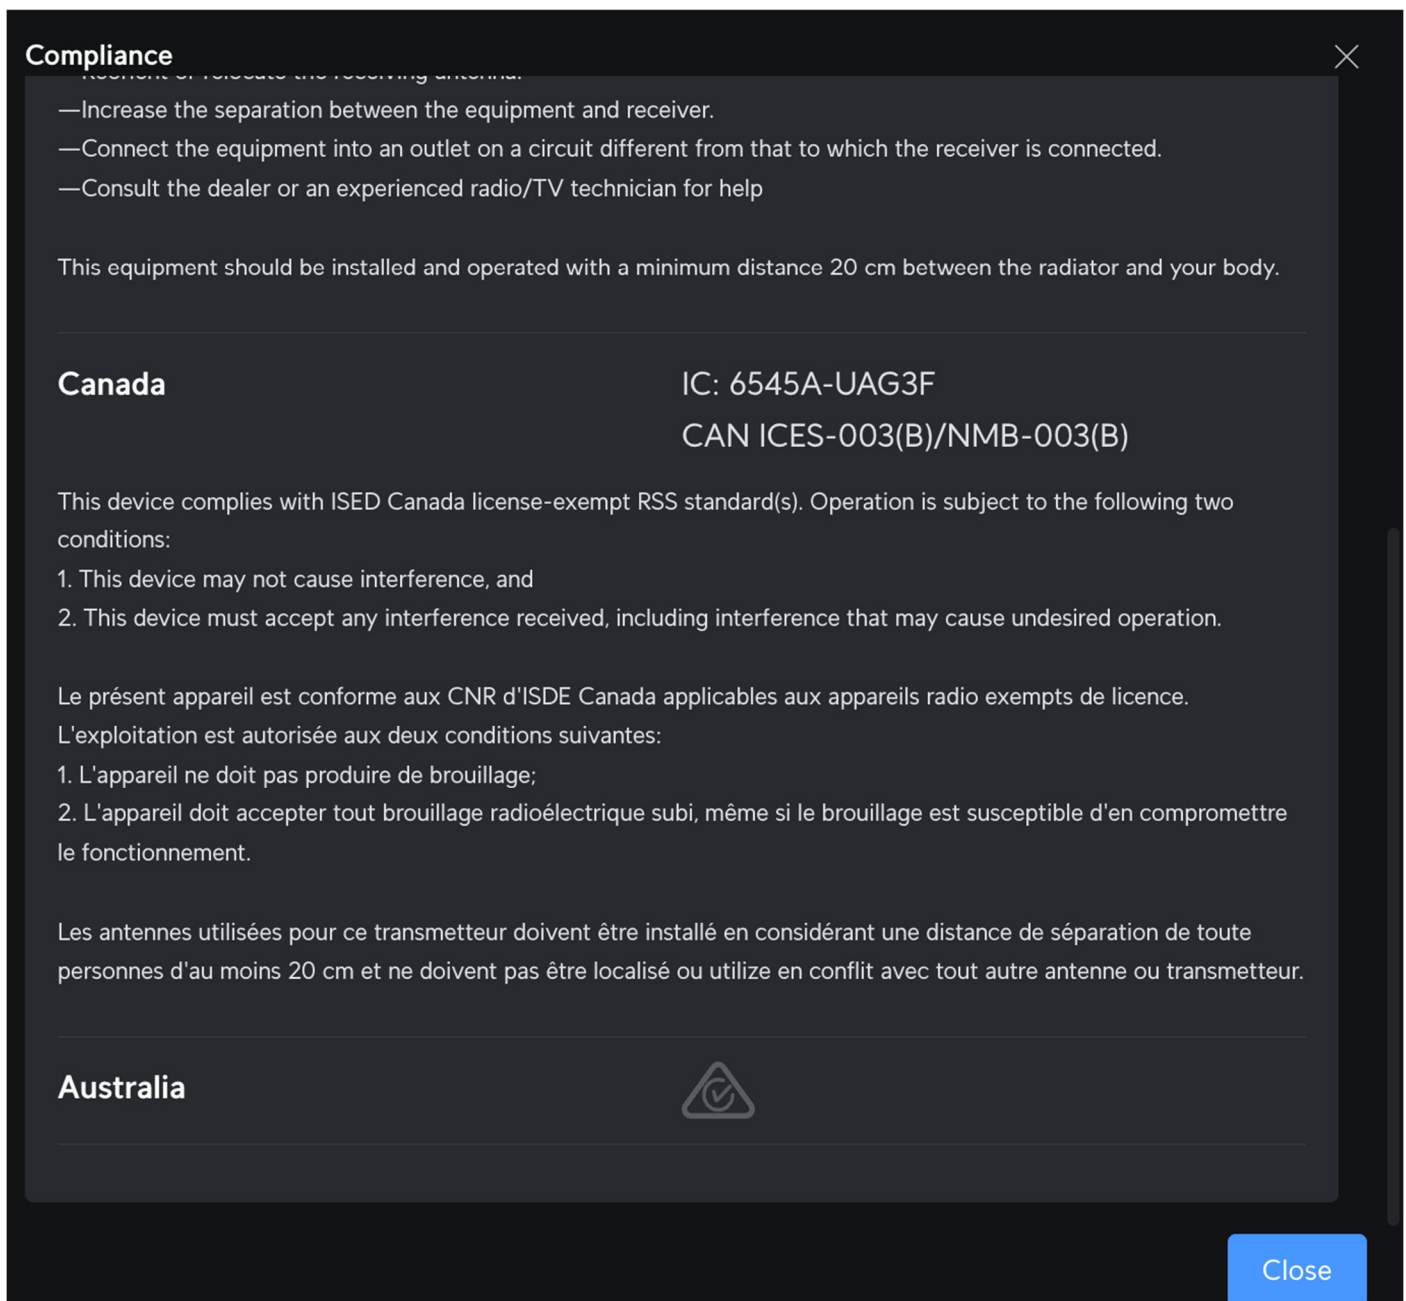 Compliance
—Reorient or relocate the receiving antenna.
—Increase the separation between the equipment and receiver.
—Connect the equipment into an outlet on a circuit different from that to which the receiver is connected.
—Consult the dealer or an experienced radio/TV technician for help
This equipment should be installed and operated with a minimum distance 20 cm between the radiator and your body.
Canada
IC: 6545A-UAG3F
CAN ICES-003(B)/NMB-003(B)
This device complies with ISED Canada license-exempt RSS standard(s). Operation is subject to the following two
conditions:
1. This device may not cause interference, and
2. This device must accept any interference received, including interference that may cause undesired operation.
Le présent appareil est conforme aux CNR d'ISDE Canada applicables aux appareils radio exempts de licence.
L'exploitation est autorisée aux deux conditions suivantes:
1. L'appareil ne doit pas produire de brouillage;
2. L'appareil doit accepter tout brouillage radioélectrique subi, même si le brouillage est susceptible d'en compromettre
le fonctionnement.
Les antennes utilisées pour ce transmetteur doivent être installé en considérant une distance de séparation de toute
personnes d'au moins 20 cm et ne doivent pas être localisé ou utilize en conflit avec tout autre antenne ou transmetteur.
Australia
Close